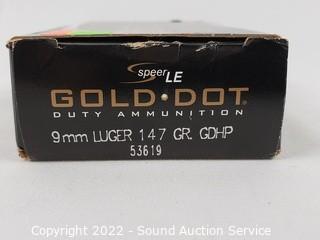 Speer LE
GOLD DOT®
DUTY AMMUNITION
9mm LUGER 147 GR. GDHP
53619
Copyright © 2022 - Sound Auction Service